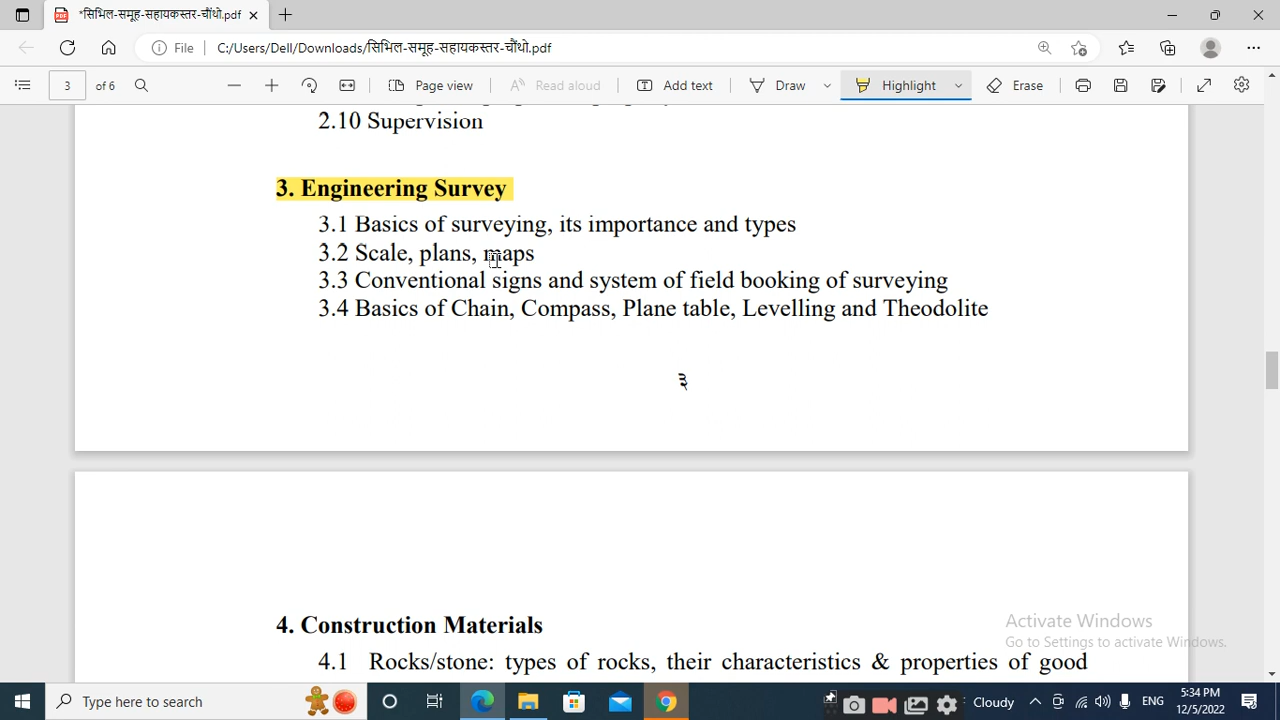 *सिभिल-समूह-सहायकस्तर-चौंथो.pdf
File
C:/Users/Dell/Downloads/सिभिल-समूह-सहायकस्तर-चौंथो.pdf
3 of 6
Page view
Read aloud
Add text
Draw
Highlight
Erase
2.10 Supervision
3. Engineering Survey
3.1 Basics of surveying, its importance and types
3.2 Scale, plans, maps
3.3 Conventional signs and system of field booking of surveying
3.4 Basics of Chain, Compass, Plane table, Levelling and Theodolite
३
4. Construction Materials
4.1 Rocks/stone: types of rocks, their characteristics & properties of good
Activate Windows
Go to Settings to activate Windows.
Type here to search
Cloudy
ENG
5:34 PM
12/5/2022